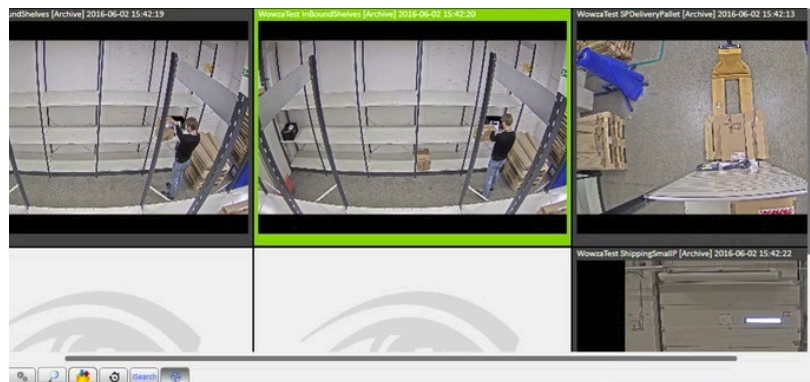 undShelves [Archive] 2016-06-02 15:42:19
WowzaTest InBoundShelves [Archive] 2016-06-02 15:42:20
WowzaTest SPDeliveryPallet [Archive] 2016-06-02 15:42:13
WowzaTest ShippingSmallP [Archive] 2016-06-02 15:42:22
iSearch